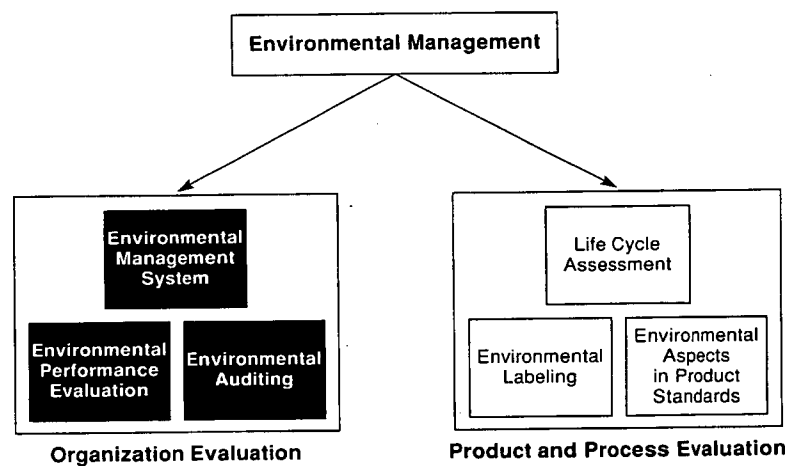 Environmental Management
Environmental
Management
System
Environmental
Performance
Evaluation
Environmental
Auditing
Organization Evaluation
Life Cycle
Assessment
Environmental
Labeling
Environmental
Aspects
in Product
Standards
Product and Process Evaluation